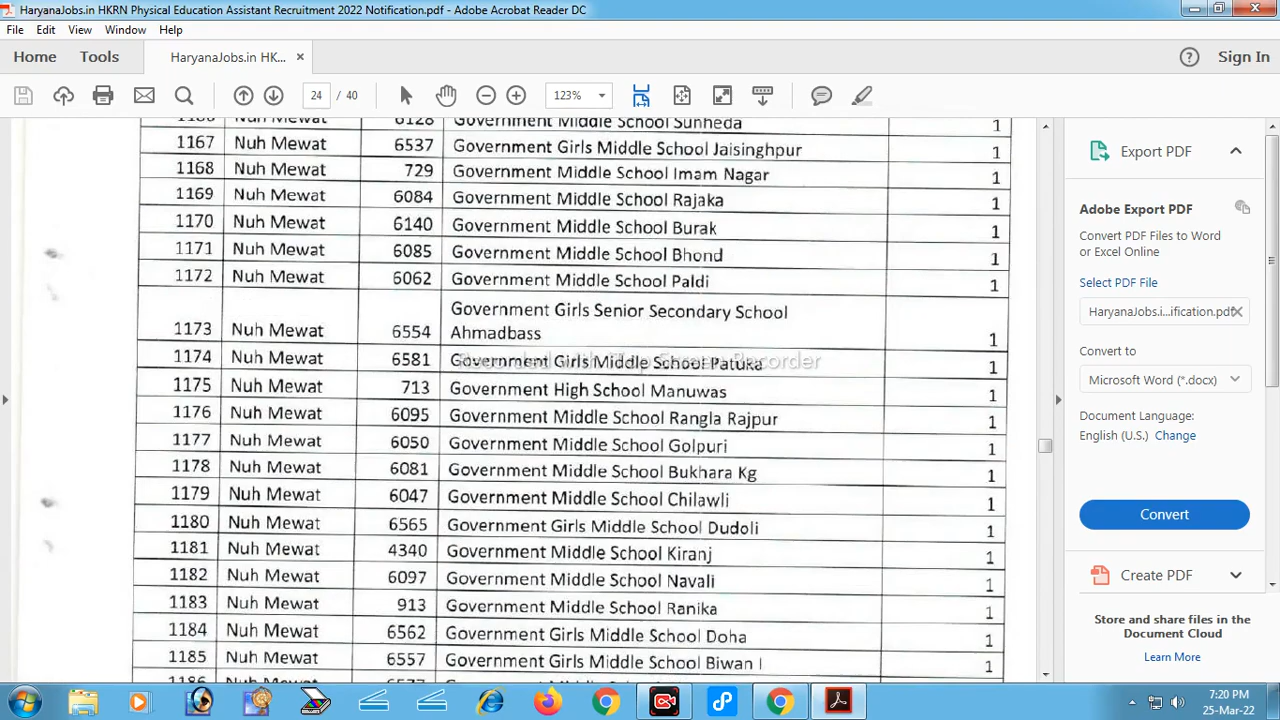 HaryanaJobs.in HKRN Physical Education Assistant Recruitment 2022 Notification.pdf - Adobe Acrobat Reader DC
File Edit View Window Help
Home Tools HaryanaJobs.in HK... × Sign In
24 / 40 123%
Government Middle School Sunheda 1
1167 Nuh Mewat 6537 Government Girls Middle School Jaisinghpur 1
1168 Nuh Mewat 729 Government Middle School Imam Nagar 1
1169 Nuh Mewat 6084 Government Middle School Rajaka 1
1170 Nuh Mewat 6140 Government Middle School Burak 1
1171 Nuh Mewat 6085 Government Middle School Bhond 1
1172 Nuh Mewat 6062 Government Middle School Paldi 1
Government Girls Senior Secondary School
1173 Nuh Mewat 6554 Ahmadbass 1
1174 Nuh Mewat 6581 Government Girls Middle School Patuka 1
Recorded with iTop Screen Recorder
1175 Nuh Mewat 713 Government High School Manuwas 1
1176 Nuh Mewat 6095 Government Middle School Rangla Rajpur 1
1177 Nuh Mewat 6050 Government Middle School Golpuri 1
1178 Nuh Mewat 6081 Government Middle School Bukhara Kg 1
1179 Nuh Mewat 6047 Government Middle School Chilawli 1
1180 Nuh Mewat 6565 Government Girls Middle School Dudoli 1
1181 Nuh Mewat 4340 Government Middle School Kiranj 1
1182 Nuh Mewat 6097 Government Middle School Navali 1
1183 Nuh Mewat 913 Government Middle School Ranika 1
1184 Nuh Mewat 6562 Government Girls Middle School Doha 1
1185 Nuh Mewat 6557 Government Girls Middle School Biwan I 1
Export PDF
Adobe Export PDF
Convert PDF Files to Word
or Excel Online
Select PDF File
HaryanaJobs.i...ification.pdf
Convert to
Microsoft Word (*.docx)
Document Language:
English (U.S.) Change
Convert
Create PDF
Store and share files in the
Document Cloud
Learn More
7:20 PM
25-Mar-22